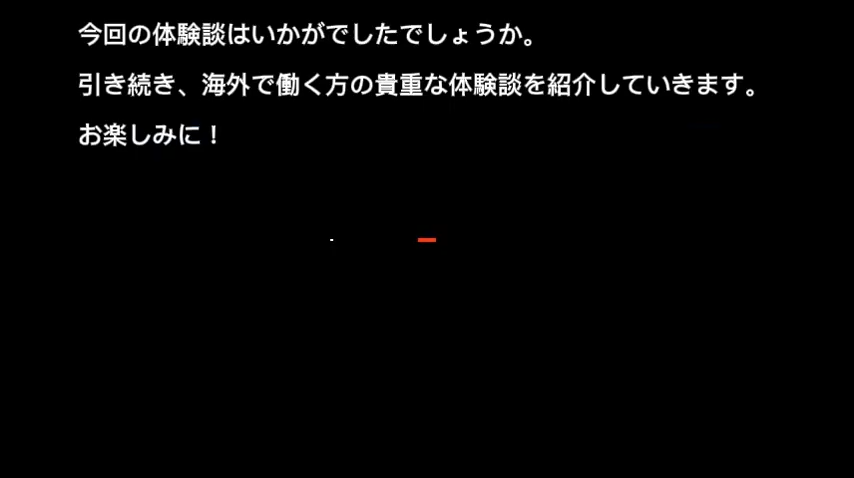 今回の体験談はいかがでしたでしょうか。
引き続き、海外で働く方の貴重な体験談を紹介していきます。
お楽しみに！